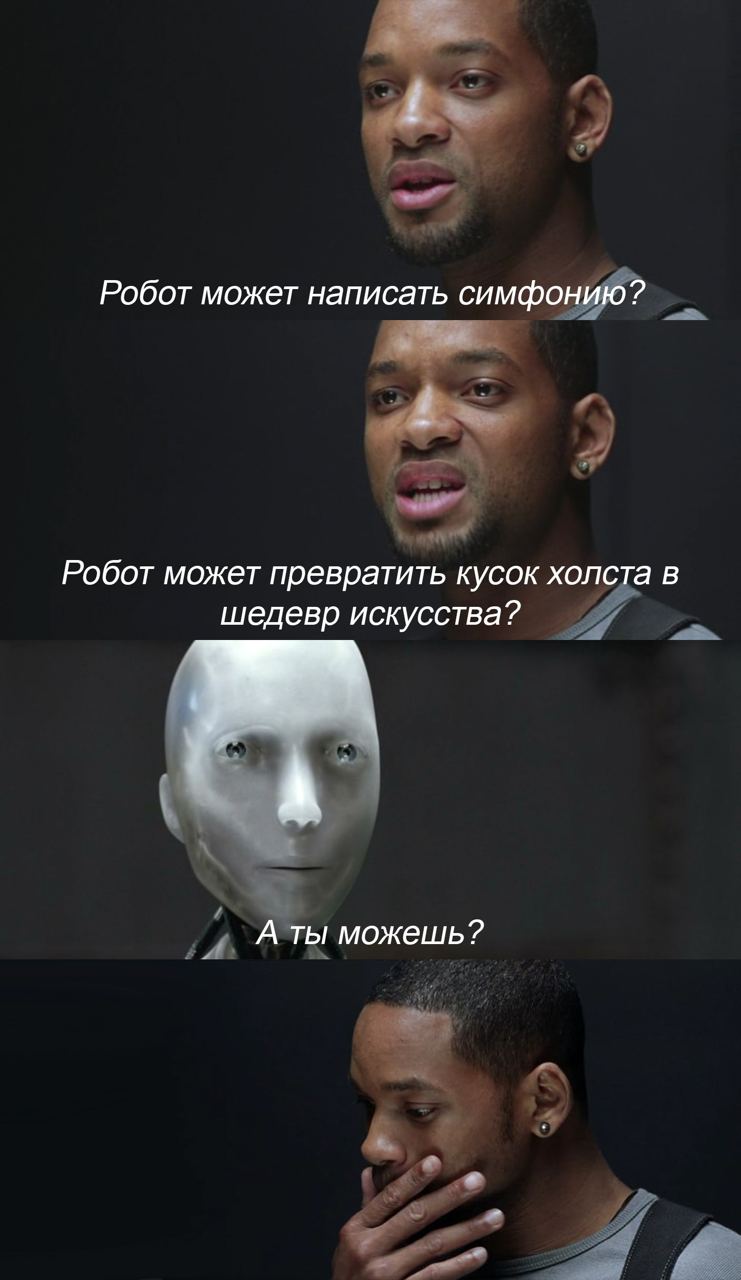 Робот может написать симфонию?
Робот может превратить кусок холста в
шедевр искусства?
А ты можешь?